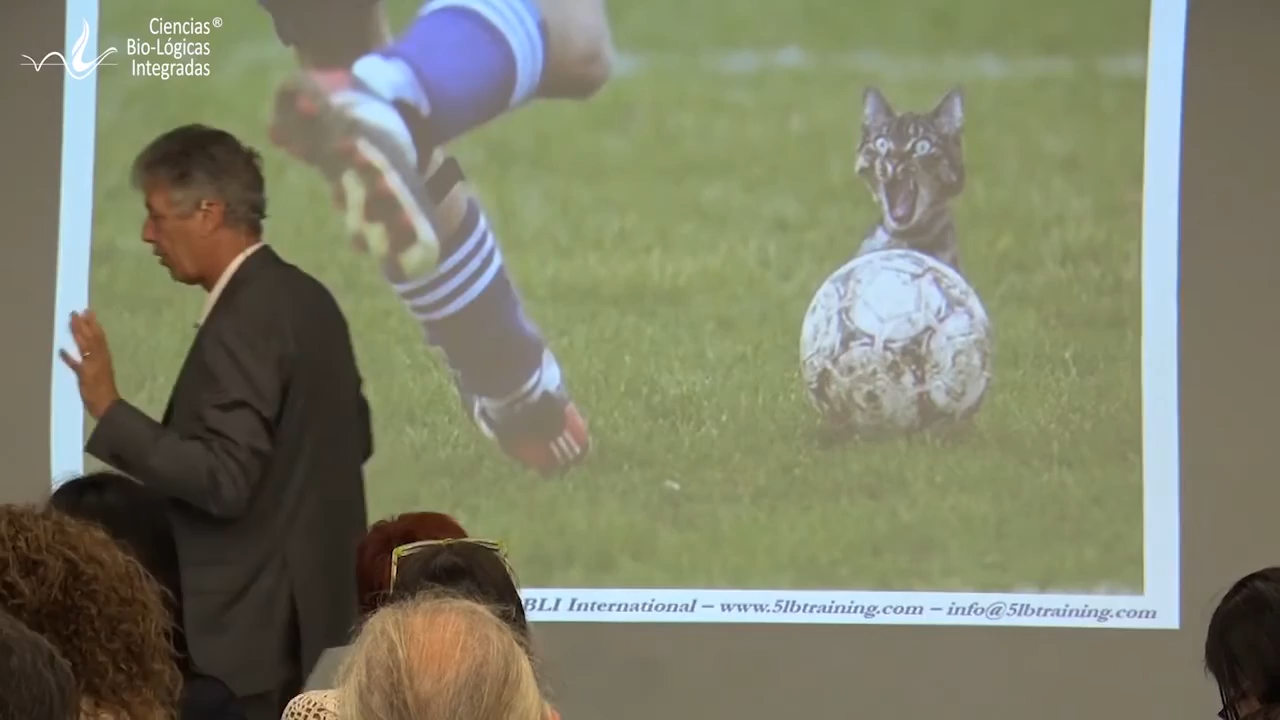 Ciencias®
Bio-Lógicas
Integradas
BLI International – www.5lbtraining.com – info@5lbtraining.com